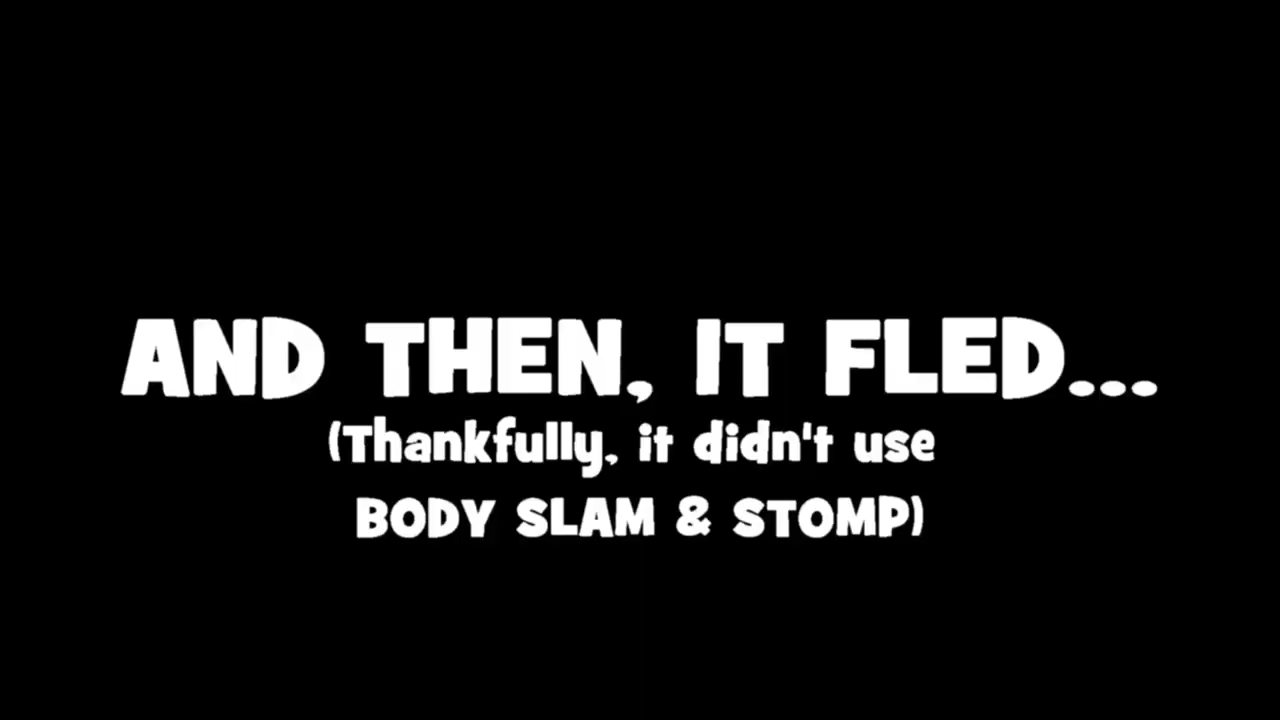 AND THEN, IT FLED...
(Thankfully, it didn't use
BODY SLAM & STOMP)